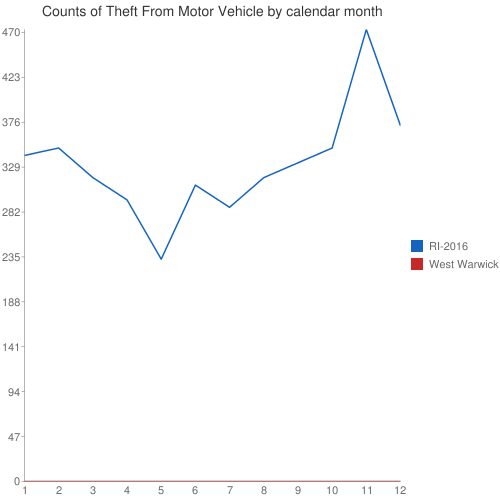 Counts of Theft From Motor Vehicle by calendar month
470
423
376
329
282
235
188
141
94
47
0
1 2 3 4 5 6 7 8 9 10 11 12
RI-2016
West Warwick